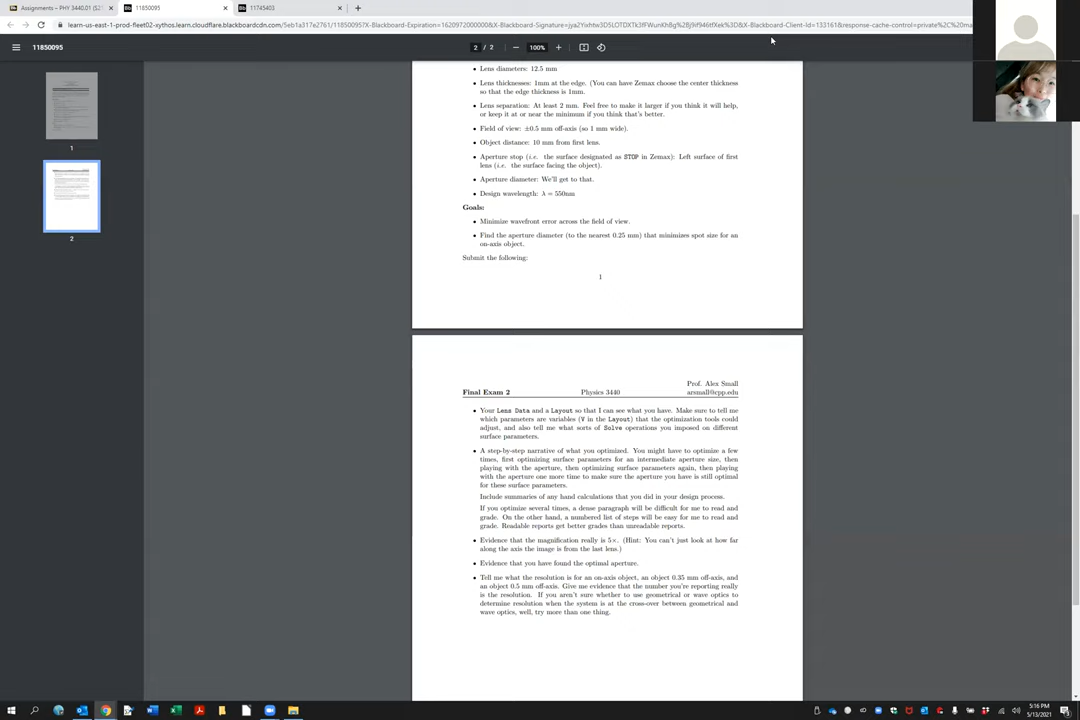 Assignments – PHY 3440.01 (S2
11850095
11745403
learn-us-east-1-prod-fleet02-xythos.learn.cloudflare.blackboardcdn.com/5eb1a317e2761/11850095?X-Blackboard-Expiration=1620972000000&X-Blackboard-Signature=
11850095
2 / 2
100%
1
2
• Lens diameters: 12.5 mm
• Lens thicknesses: 1mm at the edge. (You can have Zemax choose the center thickness
so that the edge thickness is 1mm.
• Lens separation: At least 2 mm. Feel free to make it larger if you think it will help,
or keep it at or near the minimum if you think that's better.
• Field of view: ±0.5 mm off-axis (so 1 mm wide).
• Object distance: 10 mm from first lens.
• Aperture stop (i.e. the surface designated as STOP in Zemax): Left surface of first
lens (i.e. the surface facing the object).
• Aperture diameter: We'll get to that.
• Design wavelength: λ = 550nm
Goals:
• Minimize wavefront error across the field of view.
• Find the aperture diameter (to the nearest 0.25 mm) that minimizes spot size for an
on-axis object.
Submit the following:
1
Prof. Alex Small
Final Exam 2 Physics 3440 arsmall@cpp.edu
• Your Lens Data and a Layout so that I can see what you have. Make sure to tell me
which parameters are variables (V in the Layout) that the optimization tools could
adjust, and also tell me what sorts of Solve operations you imposed on different
surface parameters.
• A step-by-step narrative of what you optimized. You might have to optimize a few
times, first optimizing surface parameters for an intermediate aperture size, then
playing with the aperture, then optimizing surface parameters again, then playing
with the aperture one more time to make sure the aperture you have is still optimal
for these surface parameters.
Include summaries of any hand calculations that you did in your design process.
If you optimize several times, a dense paragraph will be difficult for me to read and
grade. On the other hand, a numbered list of steps will be easy for me to read and
grade. Readable reports get better grades than unreadable reports.
• Evidence that the magnification really is 5×. (Hint: You can't just look at how far
along the axis the image is from the last lens.)
• Evidence that you have found the optimal aperture.
• Tell me what the resolution is for an on-axis object, an object 0.35 mm off-axis, and
an object 0.5 mm off-axis. Give me evidence that the number you're reporting really
is the resolution. If you aren't sure whether to use geometrical or wave optics to
determine resolution when the system is at the cross-over between geometrical and
wave optics, well, try more than one thing.
5:16 PM
5/13/2021